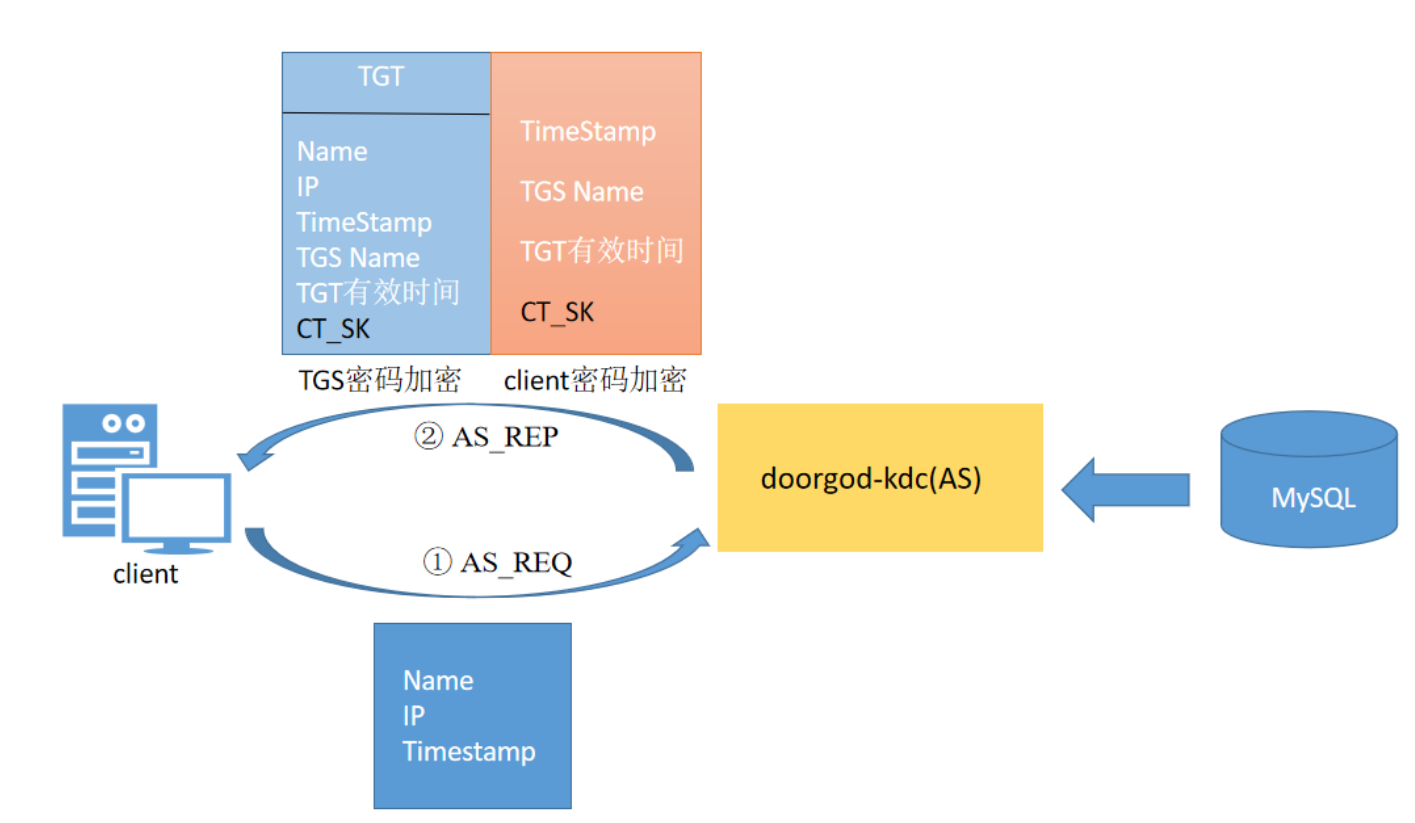 TGT
Name
IP
TimeStamp
TGS Name
TGT有效时间
CT_SK
TimeStamp
TGS Name
TGT有效时间
CT_SK
TGS密码加密
client密码加密
② AS_REP
doorgod-kdc(AS)
MySQL
client
① AS_REQ
Name
IP
Timestamp